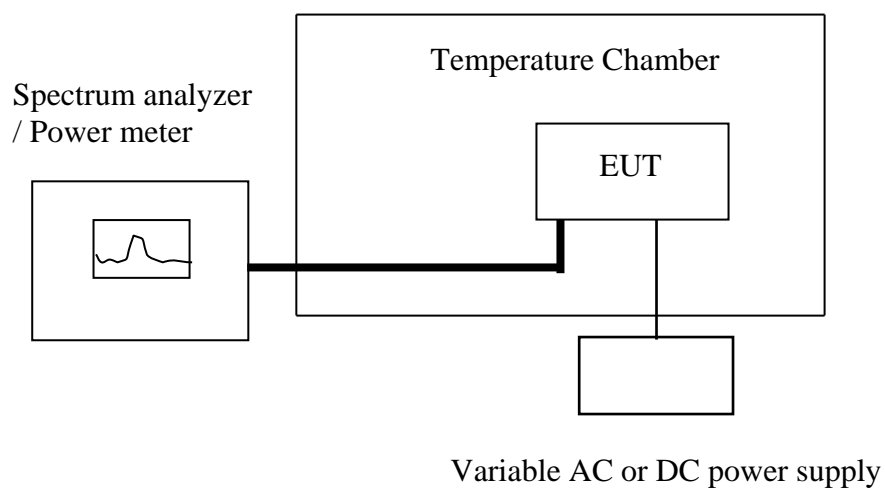 Temperature Chamber
Spectrum analyzer
/ Power meter
EUT
Variable AC or DC power supply